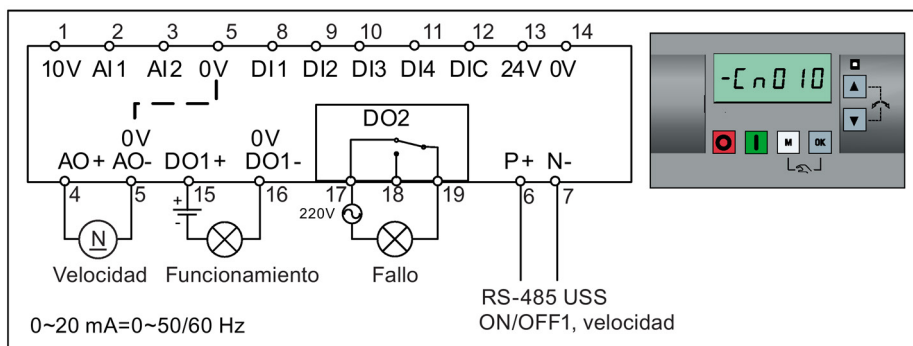 1 2 3 5 8 9 10 11 12 13 14
10V AI1 AI2 0V DI1 DI2 DI3 DI4 DIC 24V 0V
-Cn010
M OK
DO2
0V 0V
AO+ AO- DO1+ DO1- P+ N-
4 5 15 16 17 18 19 6 7
+
-
220V
N
Velocidad Funcionamiento Fallo
RS-485 USS
ON/OFF1, velocidad
0~20 mA=0~50/60 Hz